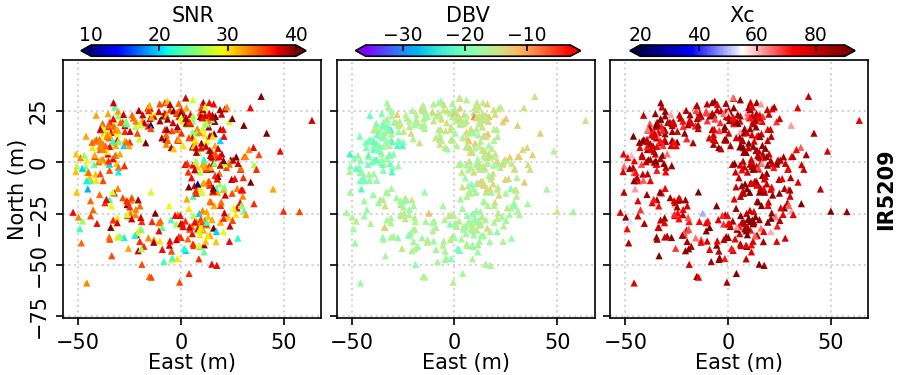 SNR DBV Xc
10 20 30 40 −30 −20 −10 20 40 60 80
North (m)
25
0
−25
−50
−75
IR5209
−50 0 50 −50 0 50 −50 0 50
East (m) East (m) East (m)